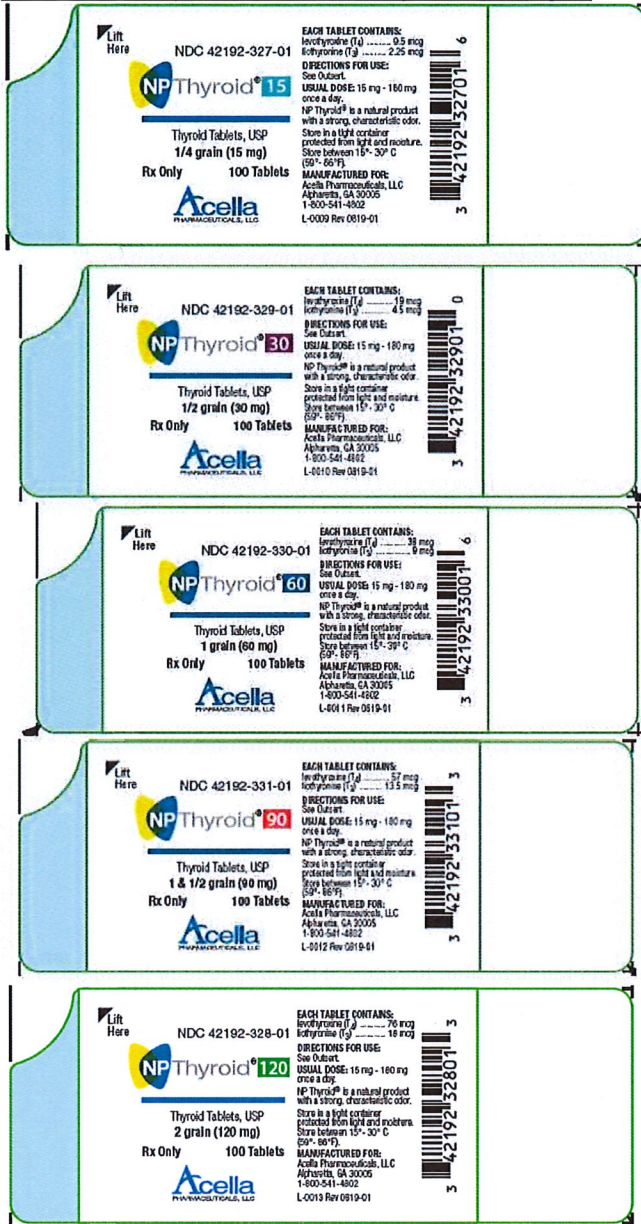 Lift
Here
NDC 42192-327-01
NP Thyroid® 15
Thyroid Tablets, USP
1/4 grain (15 mg)
Rx Only 100 Tablets
Acella
PHARMACEUTICALS, LLC
EACH TABLET CONTAINS:
levothyroxine (T4) .......... 9.5 mcg
liothyronine (T3) .......... 2.25 mcg
DIRECTIONS FOR USE:
See Outsert.
USUAL DOSE: 15 mg - 180 mg
once a day.
NP Thyroid® is a natural product
with a strong, characteristic odor.
Store in a tight container
protected from light and moisture.
Store between 15°- 30° C
(59°- 86°F).
MANUFACTURED FOR:
Acella Pharmaceuticals, LLC
Alpharetta, GA 30005
1-800-541-4802
L-0009 Rev 0819-01
3 42192 32701 6
Lift
Here
NDC 42192-329-01
NP Thyroid® 30
Thyroid Tablets, USP
1/2 grain (30 mg)
Rx Only 100 Tablets
Acella
PHARMACEUTICALS, LLC
EACH TABLET CONTAINS:
levothyroxine (T4) .......... 19 mcg
liothyronine (T3) .......... 4.5 mcg
DIRECTIONS FOR USE:
See Outsert.
USUAL DOSE: 15 mg - 180 mg
once a day.
NP Thyroid® is a natural product
with a strong, characteristic odor.
Store in a tight container
protected from light and moisture.
Store between 15°- 30° C
(59°- 86°F).
MANUFACTURED FOR:
Acella Pharmaceuticals, LLC
Alpharetta, GA 30005
1-800-541-4802
L-0010 Rev 0819-01
3 42192 32901 0
Lift
Here
NDC 42192-330-01
NP Thyroid® 60
Thyroid Tablets, USP
1 grain (60 mg)
Rx Only 100 Tablets
Acella
PHARMACEUTICALS, LLC
EACH TABLET CONTAINS:
levothyroxine (T4) ............ 38 mcg
liothyronine (T3) ............ 9 mcg
DIRECTIONS FOR USE:
See Outsert.
USUAL DOSE: 15 mg - 180 mg
once a day.
NP Thyroid® is a natural product
with a strong, characteristic odor.
Store in a tight container
protected from light and moisture.
Store between 15°- 30° C
(59°- 86°F).
MANUFACTURED FOR:
Acella Pharmaceuticals, LLC
Alpharetta, GA 30005
1-800-541-4802
L-0011 Rev 0819-01
3 42192 33001 6
Lift
Here
NDC 42192-331-01
NP Thyroid® 90
Thyroid Tablets, USP
1 & 1/2 grain (90 mg)
Rx Only 100 Tablets
Acella
PHARMACEUTICALS, LLC
EACH TABLET CONTAINS:
levothyroxine (T4) ............ 57 mcg
liothyronine (T3) .......... 13.5 mcg
DIRECTIONS FOR USE:
See Outsert.
USUAL DOSE: 15 mg - 180 mg
once a day.
NP Thyroid® is a natural product
with a strong, characteristic odor.
Store in a tight container
protected from light and moisture.
Store between 15°- 30° C
(59°- 86°F).
MANUFACTURED FOR:
Acella Pharmaceuticals, LLC
Alpharetta, GA 30005
1-800-541-4802
L-0012 Rev 0819-01
3 42192 33101 3
Lift
Here
NDC 42192-328-01
NP Thyroid® 120
Thyroid Tablets, USP
2 grain (120 mg)
Rx Only 100 Tablets
Acella
PHARMACEUTICALS, LLC
EACH TABLET CONTAINS:
levothyroxine (T4) .......... 76 mcg
liothyronine (T3) ............ 18 mcg
DIRECTIONS FOR USE:
See Outsert.
USUAL DOSE: 15 mg - 180 mg
once a day.
NP Thyroid® is a natural product
with a strong, characteristic odor.
Store in a tight container
protected from light and moisture.
Store between 15°- 30° C
(59°- 86°F).
MANUFACTURED FOR:
Acella Pharmaceuticals, LLC
Alpharetta, GA 30005
1-800-541-4802
L-0013 Rev 0819-01
3 42192 32801 3